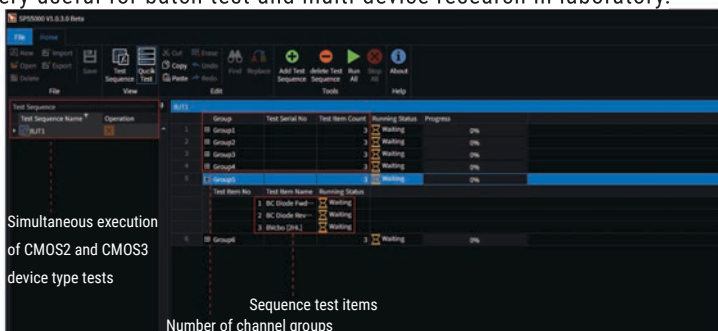 ery useful for batch test and multi-device research in laboratory.
SPS5000 V1.0.3.0 Beta
File Home
New Import Save Test Sequence Qucik Test Cut Erase Find Replace Add Test Sequence delete Test Sequence Run All Stop All About
Open Export Copy Undo
Delete Paste Redo
File View Edit Tools Help
Test Sequence
Test Sequence Name Operation
BJT1
BJT1
Group Test Serial No Test Item Count Running Status Progress
1 Group1 3 Waiting 0%
2 Group2 3 Waiting 0%
3 Group3 3 Waiting 0%
4 Group4 3 Waiting 0%
5 Group5 3 Waiting 0%
Test Item No Test Item Name Running Status
1 BC Diode Fwd··· Waiting
2 BC Diode Rev··· Waiting
3 Waiting
6 Group6 3 Waiting 0%
Simultaneous execution
of CMOS2 and CMOS3
device type tests
Sequence test items
Number of channel groups